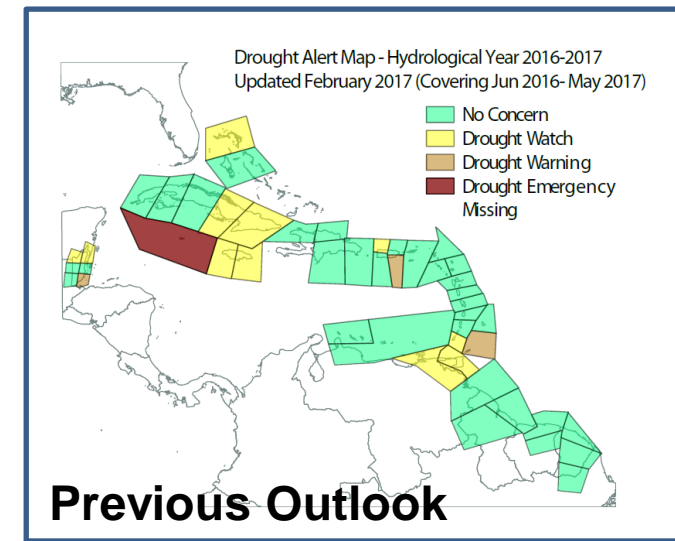 Drought Alert Map - Hydrological Year 2016-2017
Updated February 2017 (Covering Jun 2016- May 2017)
No Concern
Drought Watch
Drought Warning
Drought Emergency
Missing
Previous Outlook